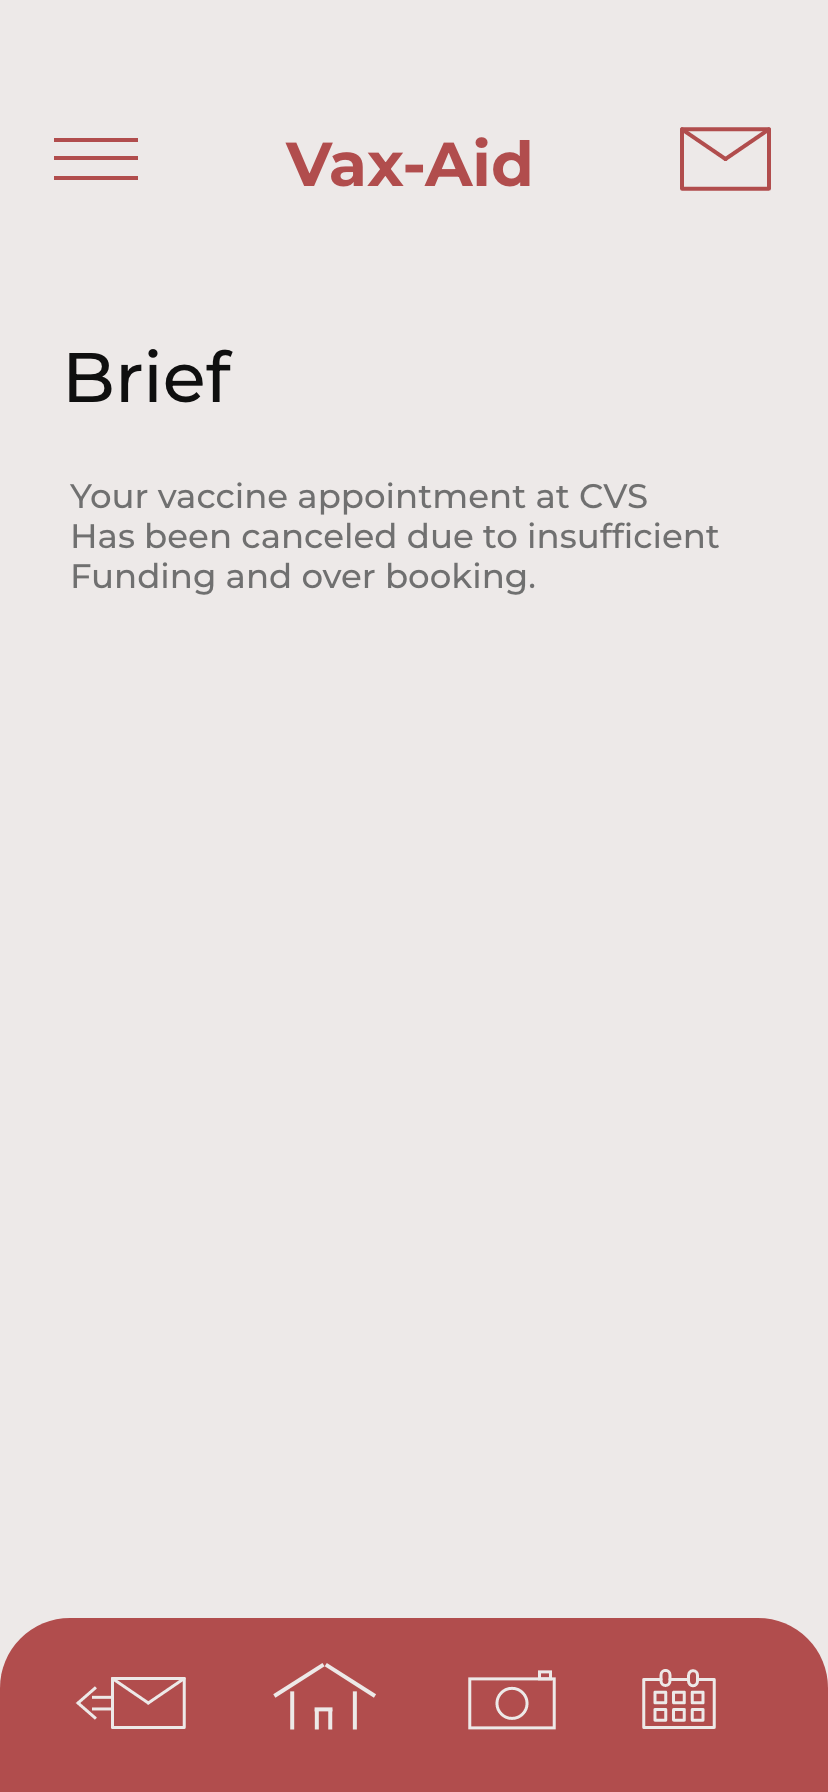 Vax-Aid
Brief
Your vaccine appointment at CVS
Has been canceled due to insufficient
Funding and over booking.